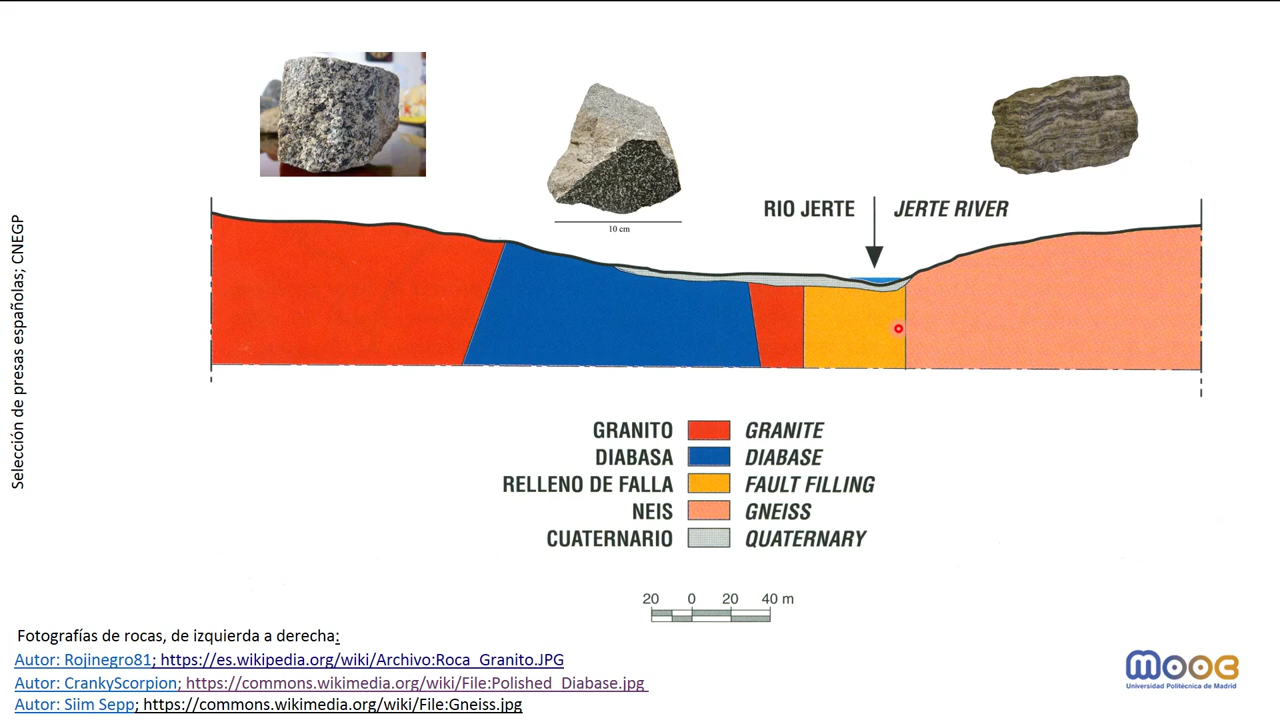 Selección de presas españolas; CNEGP
10 cm
RIO JERTE JERTE RIVER
GRANITO GRANITE
DIABASA DIABASE
RELLENO DE FALLA FAULT FILLING
NEIS GNEISS
CUATERNARIO QUATERNARY
20 0 20 40 m
Fotografías de rocas, de izquierda a derecha:
Autor: Rojinegro81; https://es.wikipedia.org/wiki/Archivo:Roca_Granito.JPG
Autor: CrankyScorpion; https://commons.wikimedia.org/wiki/File:Polished_Diabase.jpg
Autor: Siim Sepp; https://commons.wikimedia.org/wiki/File:Gneiss.jpg
mooc
Universidad Politécnica de Madrid